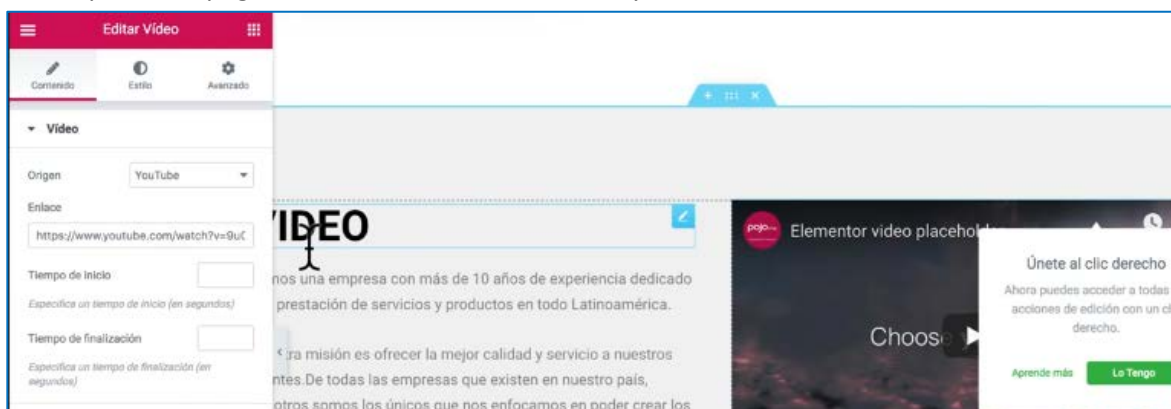 Editar Vídeo
Contenido
Estilo
Avanzado
Vídeo
Origen
YouTube
Enlace
https://www.youtube.com/watch?v=9uC
Tiempo de inicio
Especifica un tiempo de inicio (en segundos)
Tiempo de finalización
Especifica un tiempo de finalización (en
segundos)
VIDEO
mos una empresa con más de 10 años de experiencia dedicado
prestación de servicios y productos en todo Latinoamérica.
tra misión es ofrecer la mejor calidad y servicio a nuestros
ntes.De todas las empresas que existen en nuestro país,
otros somos los únicos que nos enfocamos en poder crear los
pojo
Elementor video placehol
Choose
Únete al clic derecho
Ahora puedes acceder a todas
acciones de edición con un cl
derecho.
Aprende más
Lo Tengo